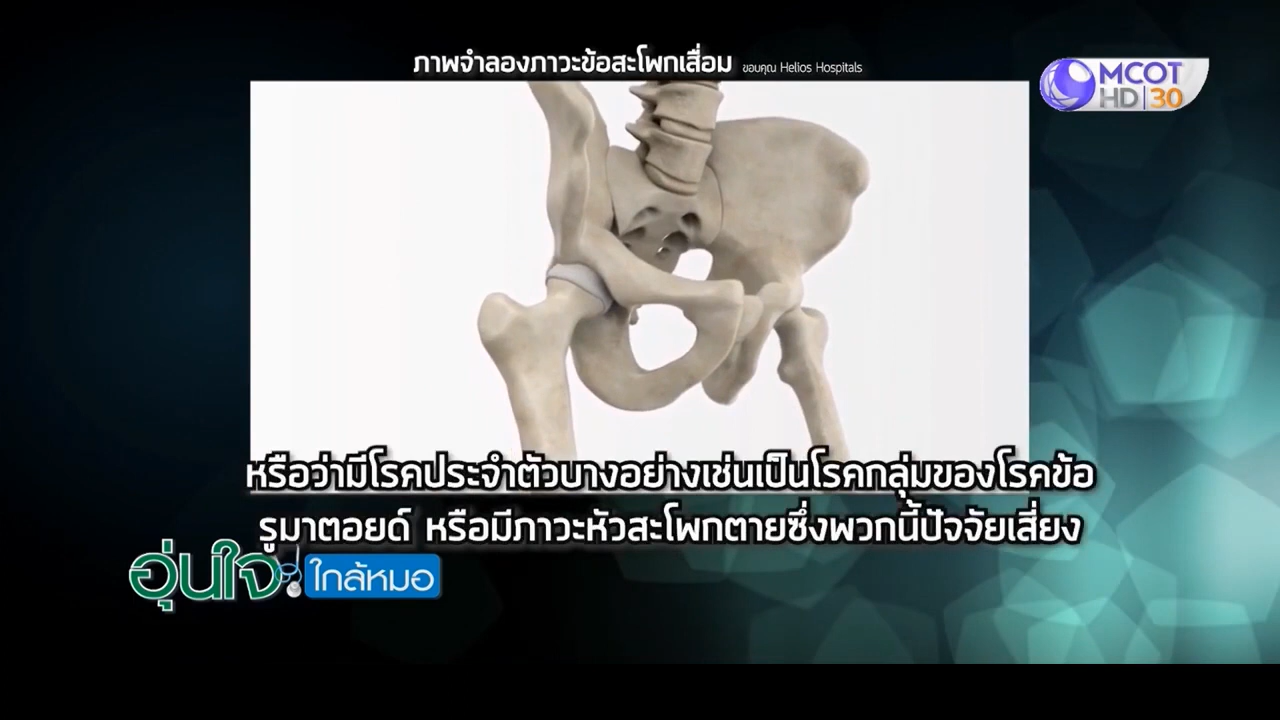 ภาพจำลองภาวะข้อสะโพกเสื่อม ขอบคุณ Helios Hospitals
MCOT
HD 30
หรือว่ามีโรคประจำตัวบางอย่างเช่นเป็นโรคกลุ่มของโรคข้อ
รูมาตอยด์ หรือมีภาวะหัวสะโพกตายซึ่งพวกนี้ปัจจัยเสี่ยง
อุ่นใจ ใกล้หมอ